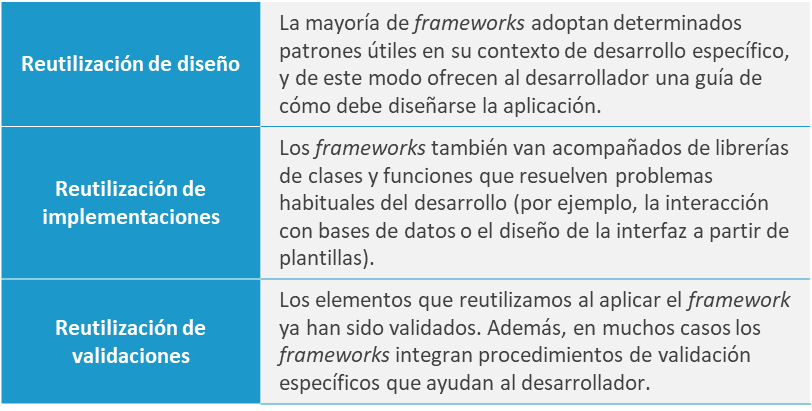 Reutilización de diseño
La mayoría de frameworks adoptan determinados
patrones útiles en su contexto de desarrollo específico,
y de este modo ofrecen al desarrollador una guía de
cómo debe diseñarse la aplicación.
Reutilización de
implementaciones
Los frameworks también van acompañados de librerías
de clases y funciones que resuelven problemas
habituales del desarrollo (por ejemplo, la interacción
con bases de datos o el diseño de la interfaz a partir de
plantillas).
Reutilización de
validaciones
Los elementos que reutilizamos al aplicar el framework
ya han sido validados. Además, en muchos casos los
frameworks integran procedimientos de validación
específicos que ayudan al desarrollador.